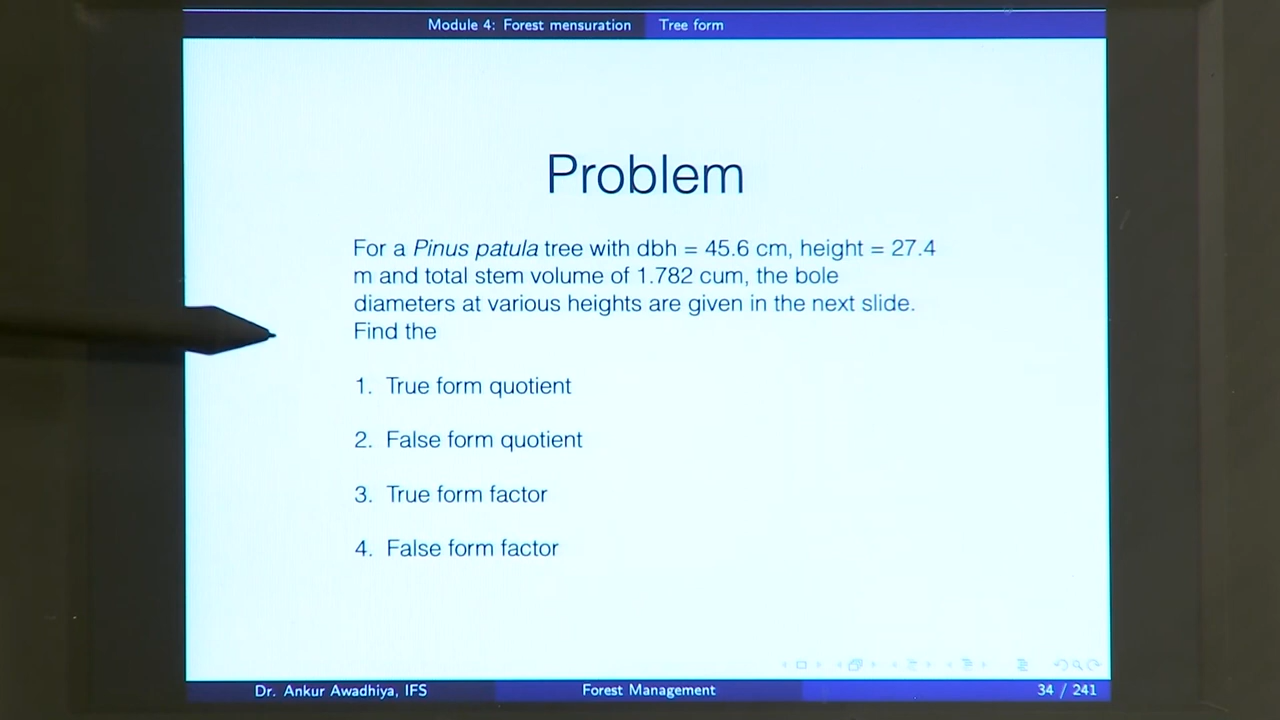 Module 4: Forest mensuration Tree form
Problem
For a Pinus patula tree with dbh = 45.6 cm, height = 27.4
m and total stem volume of 1.782 cum, the bole
diameters at various heights are given in the next slide.
Find the
1. True form quotient
2. False form quotient
3. True form factor
4. False form factor
Dr. Ankur Awadhiya, IFS Forest Management 34 / 241